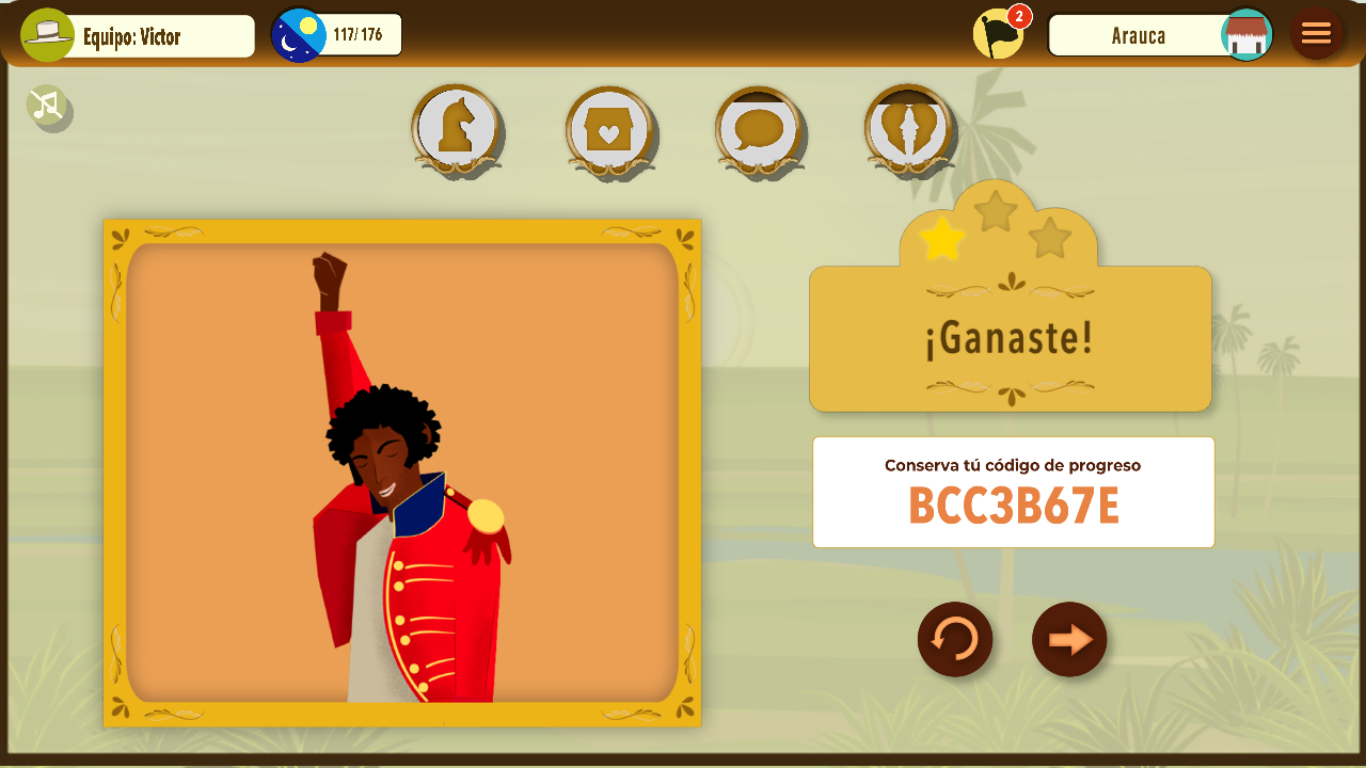 Equipo: Victor
117/176
2
Arauca
¡Ganaste!
Conserva tú código de progreso
BCC3B67E